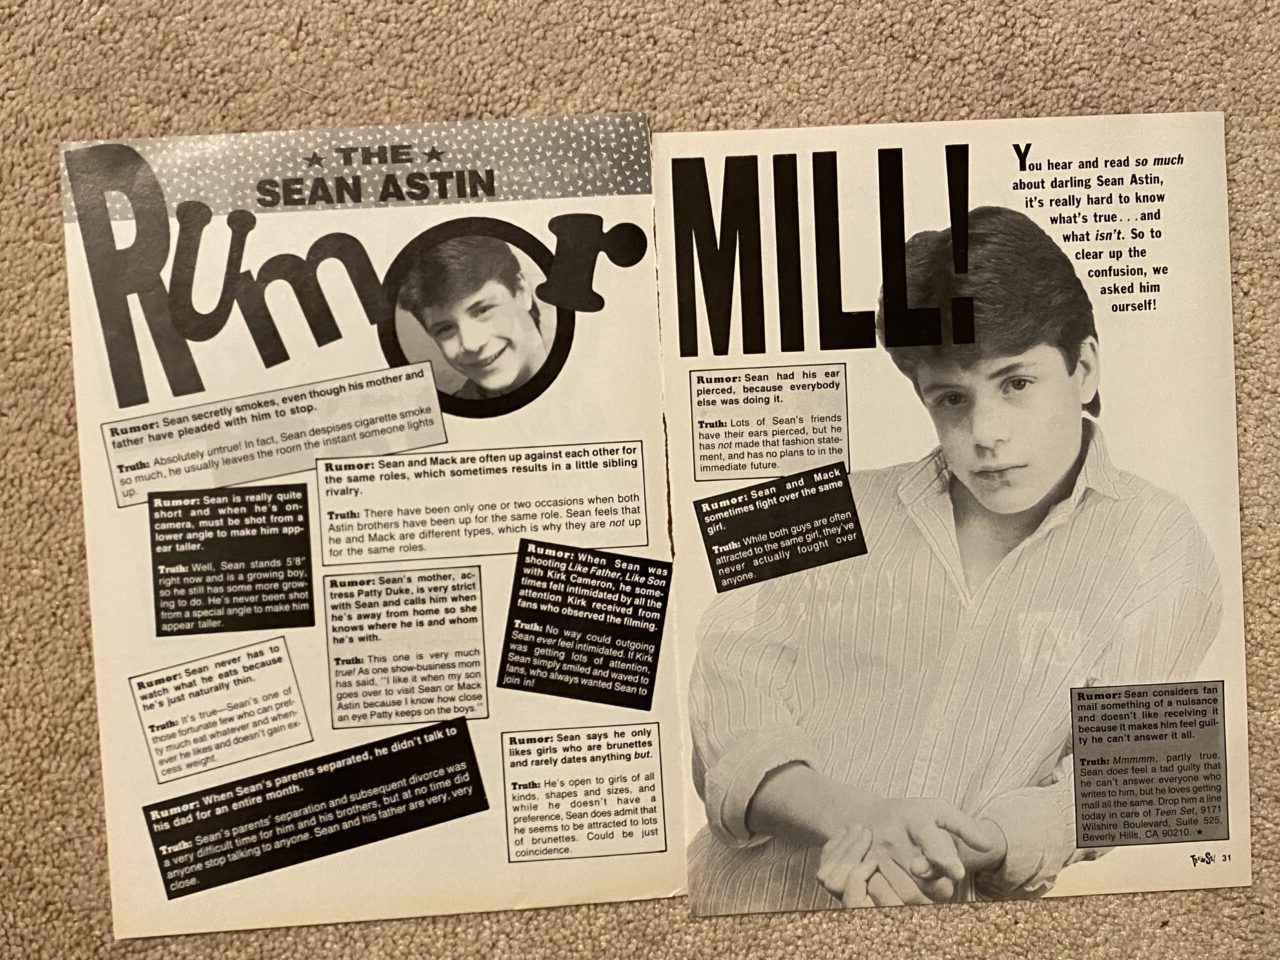 ★ THE ★
SEAN ASTIN
Rumor
MILL!
You hear and read so much
about darling Sean Astin,
it's really hard to know
what's true...and
what isn't. So to
clear up the
confusion, we
asked him
ourself!
Rumor: Sean secretly smokes, even though his mother and
father have pleaded with him to stop.
Truth: Absolutely untrue! In fact, Sean despises cigarette smoke
so much, he usually leaves the room the instant someone lights
up.
Rumor: Sean and Mack are often up against each other for
the same roles, which sometimes results in a little sibling
rivalry.
Truth: There have been only one or two occasions when both
Astin brothers have been up for the same role. Sean feels that
he and Mack are different types, which is why they are not up
for the same roles.
Rumor: Sean is really quite
short and when he's on-
camera, must be shot from a
lower angle to make him app-
ear taller.
Truth: Well, Sean stands 5'8"
right now and is a growing boy,
so he still has some more grow-
ing to do. He's never been shot
from a special angle to make him
appear taller.
Rumor: Sean's mother, ac-
tress Patty Duke, is very strict
with Sean and calls him when
he's away from home so she
knows where he is and whom
he's with.
Truth: This one is very much
true! As one show-business mom
has said, "I like it when my son
goes over to visit Sean or Mack
Astin because I know how close
an eye Patty keeps on the boys."
Rumor: When Sean was
shooting Like Father, Like Son
with Kirk Cameron, he some-
times felt intimidated by all the
attention Kirk received from
fans who observed the filming.
Truth: No way could outgoing
Sean ever feel intimidated. If Kirk
was getting lots of attention,
Sean simply smiled and waved to
fans, who always wanted Sean to
join in!
Rumor: Sean never has to
watch what he eats because
he's just naturally thin.
Truth: It's true—Sean's one of
those fortunate few who can pret-
ty much eat whatever and when-
ever he likes and doesn't gain ex-
cess weight.
Rumor: When Sean's parents separated, he didn't talk to
his dad for an entire month.
Truth: Sean's parents' separation and subsequent divorce was
a very difficult time for him and his brothers, but at no time did
anyone stop talking to anyone. Sean and his father are very, very
close.
Rumor: Sean says he only
likes girls who are brunettes
and rarely dates anything but.
Truth: He's open to girls of all
kinds, shapes and sizes, and
while he doesn't have a
preference, Sean does admit that
he seems to be attracted to lots
of brunettes. Could be just
coincidence.
Rumor: Sean had his ear
pierced, because everybody
else was doing it.
Truth: Lots of Sean's friends
have their ears pierced, but he
has not made that fashion state-
ment, and has no plans to in the
immediate future.
Rumor: Sean and Mack
sometimes fight over the same
girl.
Truth: While both guys are often
attracted to the same girl, they've
never actually fought over
anyone.
Rumor: Sean considers fan
mail something of a nuisance
and doesn't like receiving it
because it makes him feel guil-
ty he can't answer it all.
Truth: Mmmmm, partly true.
Sean does feel a tad guilty that
he can't answer everyone who
writes to him, but he loves getting
mail all the same. Drop him a line
today in care of Teen Set, 9171
Wilshire Boulevard, Suite 525,
Beverly Hills, CA 90210. ★
Teen Set 31